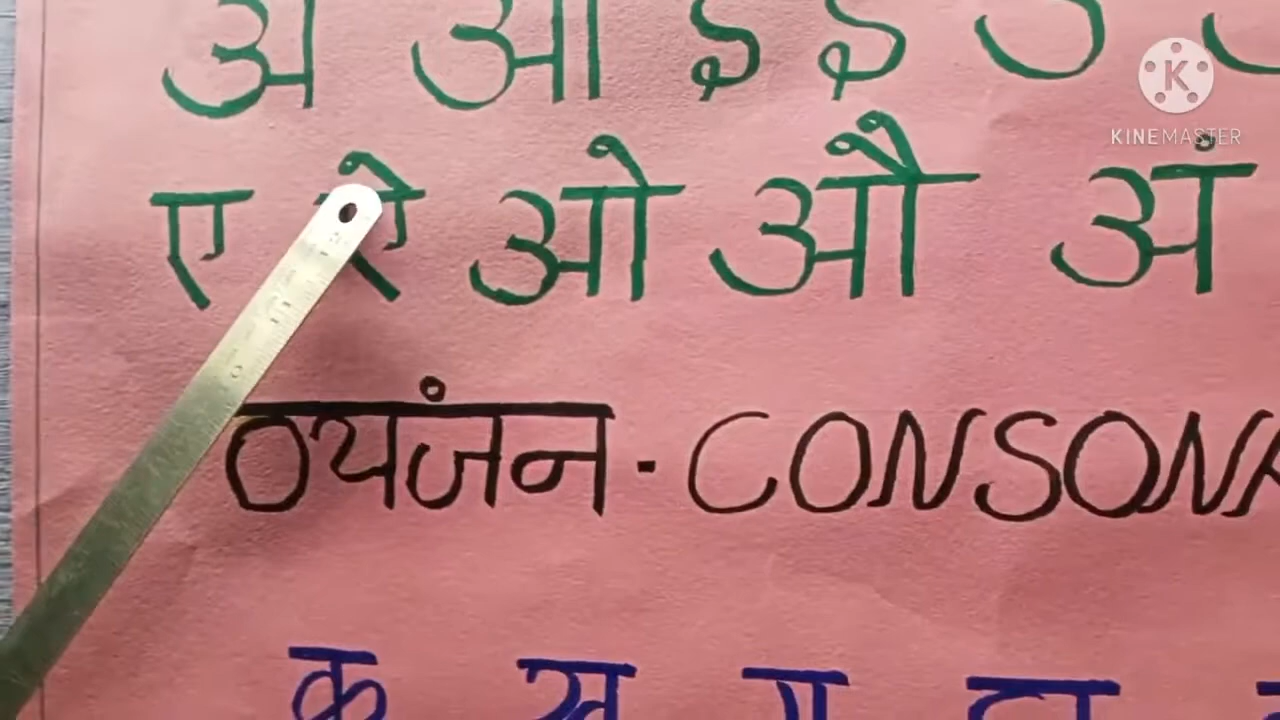 अ आ इ ई उ
KINEMASTER
ए ऐ ओ औ अं
व्यंजन - CONSONA
क ख ग घ